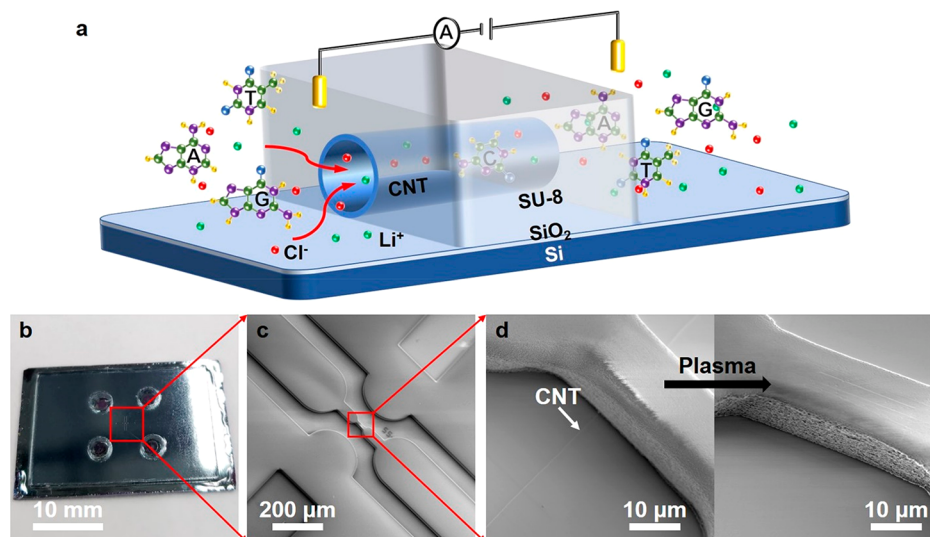 a
A
T
A
G
CNT
C
A
G
T
SU-8
SiO₂
Si
Cl⁻
Li⁺
b
10 mm
c
200 µm
d
CNT
10 µm
Plasma
10 µm